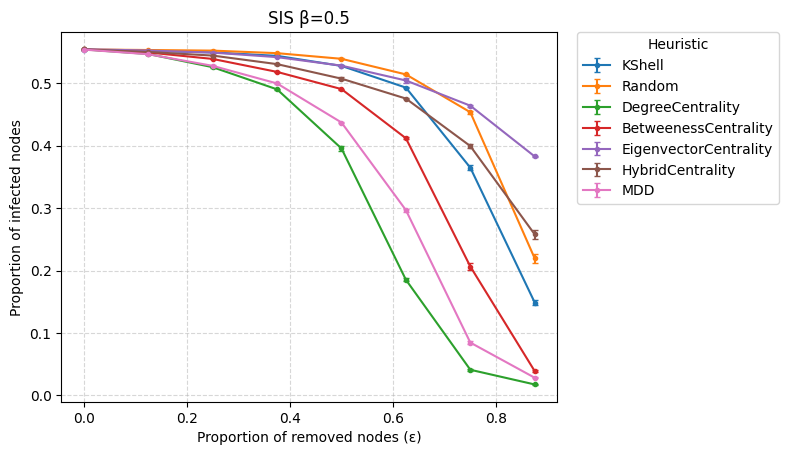 SIS β=0.5
Proportion of infected nodes
0.5
0.4
0.3
0.2
0.1
0.0
0.0 0.2 0.4 0.6 0.8
Proportion of removed nodes (ε)
Heuristic
KShell
Random
DegreeCentrality
BetweenessCentrality
EigenvectorCentrality
HybridCentrality
MDD